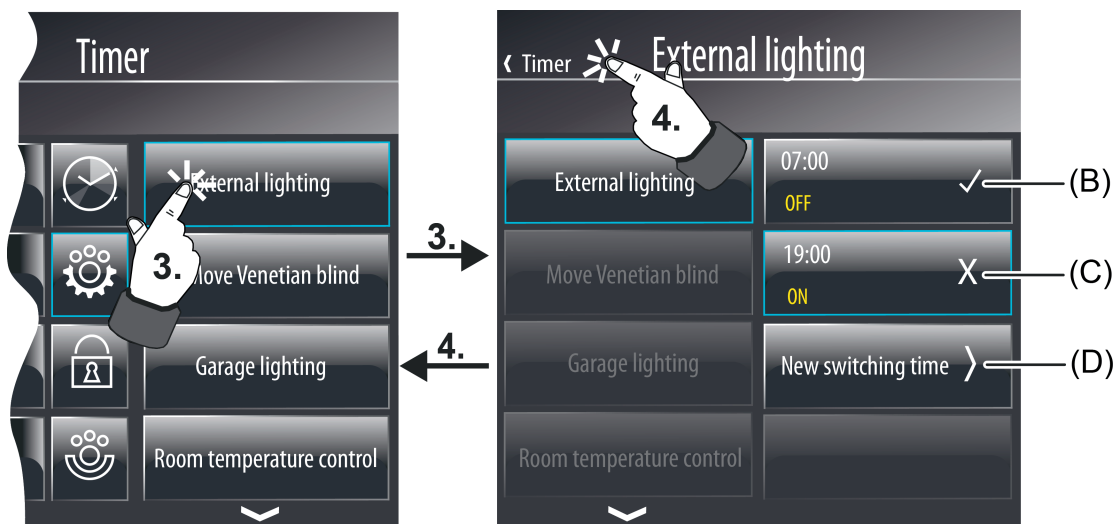 Timer
External lighting
3.
Move Venetian blind
Garage lighting
Room temperature control
3.
4.
Timer
External lighting
4.
External lighting
Move Venetian blind
Garage lighting
Room temperature control
07:00
OFF
(B)
19:00
ON
X
(C)
New switching time
(D)